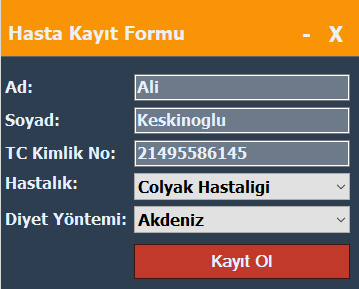 Hasta Kayıt Formu - X
Ad: Ali
Soyad: Keskinoglu
TC Kimlik No: 21495586145
Hastalık: Colyak Hastaligi
Diyet Yöntemi: Akdeniz
Kayıt Ol